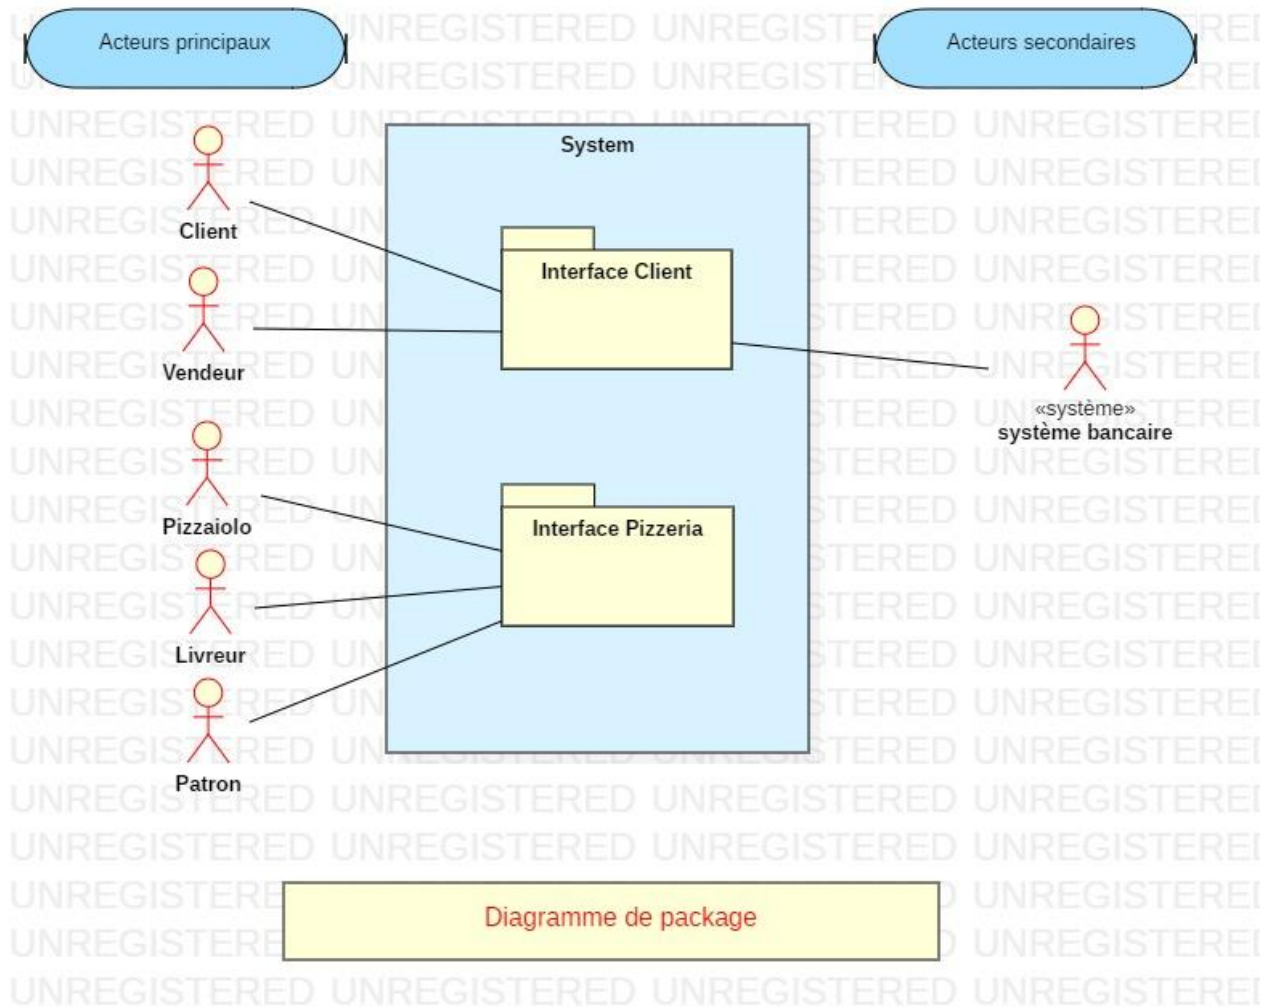 Acteurs principaux
Acteurs secondaires
System
Client
Interface Client
Vendeur
«système»
système bancaire
Pizzaiolo
Interface Pizzeria
Livreur
Patron
Diagramme de package
UNREGISTERED